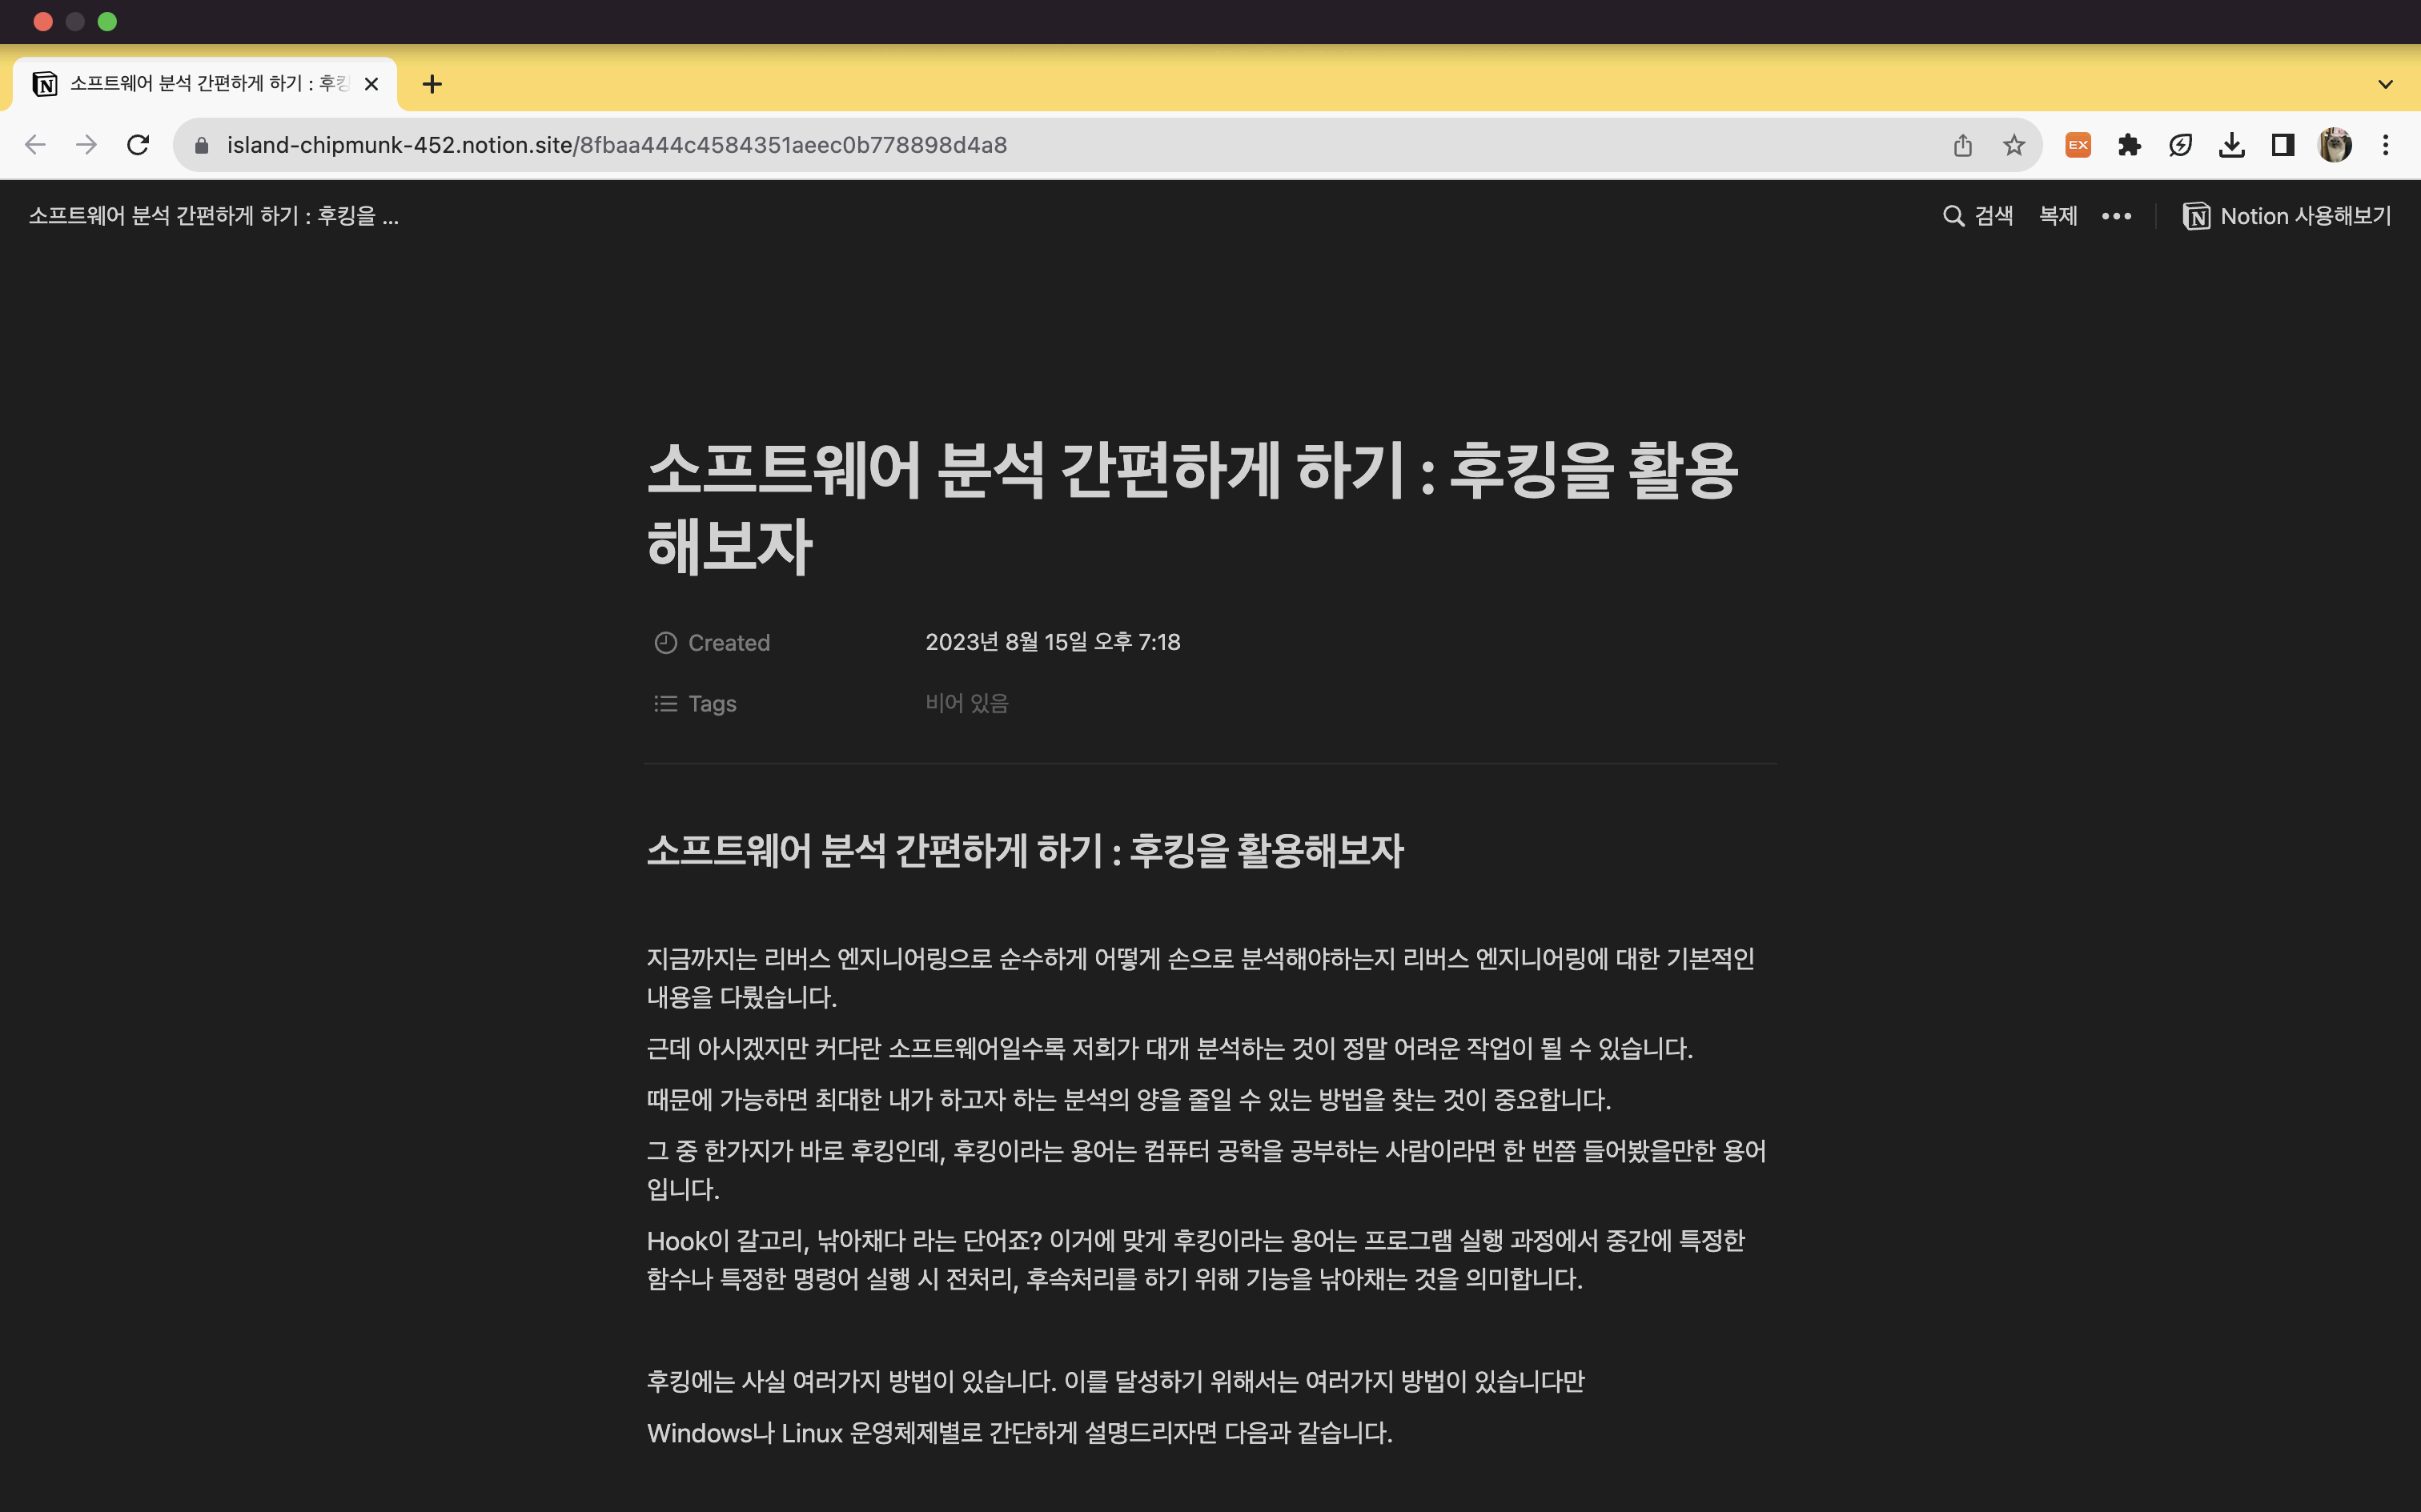 소프트웨어 분석 간편하게 하기 : 후킹
island-chipmunk-452.notion.site/8fbaa444c4584351aeec0b778898d4a8
EX
소프트웨어 분석 간편하게 하기 : 후킹을 ...
검색 복제 Notion 사용해보기
소프트웨어 분석 간편하게 하기 : 후킹을 활용
해보자
Created 2023년 8월 15일 오후 7:18
Tags 비어 있음
소프트웨어 분석 간편하게 하기 : 후킹을 활용해보자
지금까지는 리버스 엔지니어링으로 순수하게 어떻게 손으로 분석해야하는지 리버스 엔지니어링에 대한 기본적인
내용을 다뤘습니다.
근데 아시겠지만 커다란 소프트웨어일수록 저희가 대개 분석하는 것이 정말 어려운 작업이 될 수 있습니다.
때문에 가능하면 최대한 내가 하고자 하는 분석의 양을 줄일 수 있는 방법을 찾는 것이 중요합니다.
그 중 한가지가 바로 후킹인데, 후킹이라는 용어는 컴퓨터 공학을 공부하는 사람이라면 한 번쯤 들어봤을만한 용어
입니다.
Hook이 갈고리, 낚아채다 라는 단어죠? 이거에 맞게 후킹이라는 용어는 프로그램 실행 과정에서 중간에 특정한
함수나 특정한 명령어 실행 시 전처리, 후속처리를 하기 위해 기능을 낚아채는 것을 의미합니다.
후킹에는 사실 여러가지 방법이 있습니다. 이를 달성하기 위해서는 여러가지 방법이 있습니다만
Windows나 Linux 운영체제별로 간단하게 설명드리자면 다음과 같습니다.